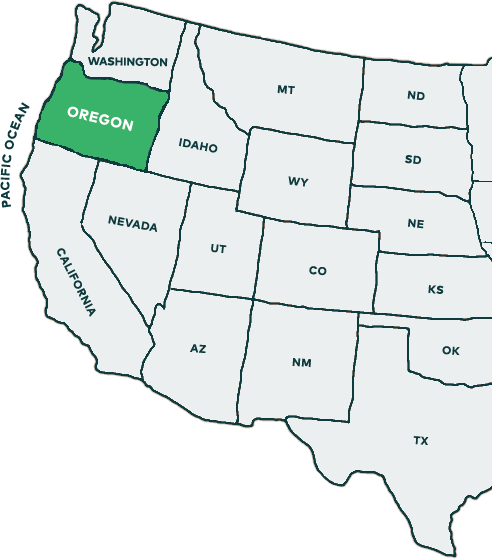 WASHINGTON
MT
ND
OREGON
PACIFIC OCEAN
IDAHO
SD
WY
NE
NEVADA
UT
CO
CALIFORNIA
KS
AZ
NM
OK
TX